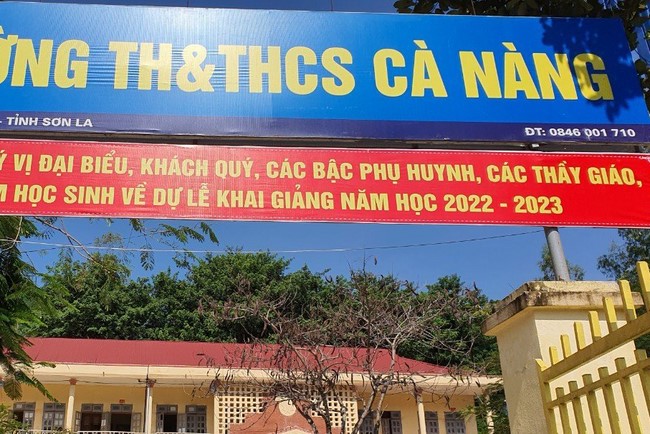 ỜNG TH&THCS CÀ NÀNG
- TỈNH SƠN LA
ĐT: 0846 001 710
Ý VỊ ĐẠI BIỂU, KHÁCH QUÝ, CÁC BẬC PHỤ HUYNH, CÁC THẦY GIÁO,
M HỌC SINH VỀ DỰ LỄ KHAI GIẢNG NĂM HỌC 2022 - 2023